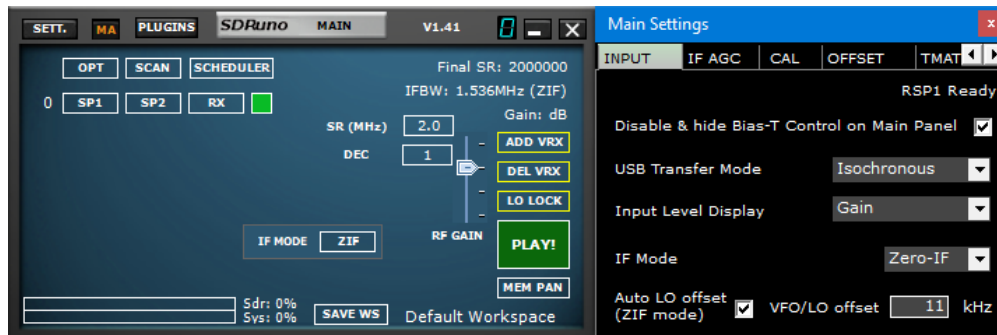 SETT. MA PLUGINS SDRuno MAIN V1.41 0
OPT SCAN SCHEDULER Final SR: 2000000
IFBW: 1.536MHz (ZIF)
0 SP1 SP2 RX Gain: dB
SR (MHz) 2.0 ADD VRX
DEC 1 DEL VRX
LO LOCK
IF MODE ZIF RF GAIN PLAY!
MEM PAN
Sdr: 0%
Sys: 0% SAVE WS Default Workspace
Main Settings x
INPUT IF AGC CAL OFFSET TMAT
RSP1 Ready
Disable & hide Bias-T Control on Main Panel
USB Transfer Mode Isochronous
Input Level Display Gain
IF Mode Zero-IF
Auto LO offset
(ZIF mode) VFO/LO offset 11 kHz